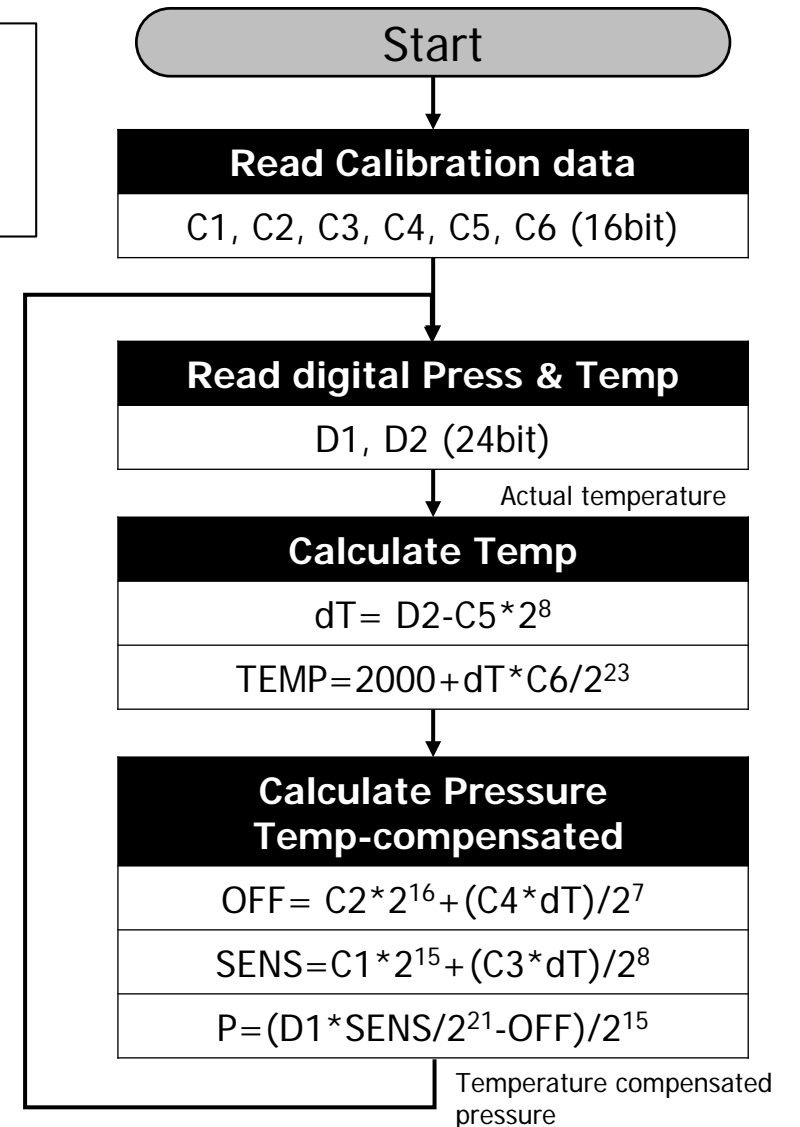 Start
Read Calibration data
C1, C2, C3, C4, C5, C6 (16bit)
Read digital Press & Temp
D1, D2 (24bit)
Actual temperature
Calculate Temp
dT= D2-C5*2⁸
TEMP=2000+dT*C6/2²³
Calculate Pressure
Temp-compensated
OFF= C2*2¹⁶+(C4*dT)/2⁷
SENS=C1*2¹⁵+(C3*dT)/2⁸
P=(D1*SENS/2²¹-OFF)/2¹⁵
Temperature compensated
pressure